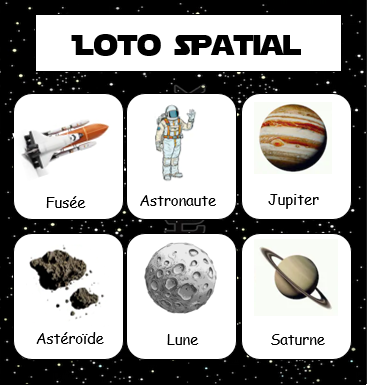 Loto Spatial
Fusée
Astronaute
Jupiter
Astéroïde
Lune
Saturne